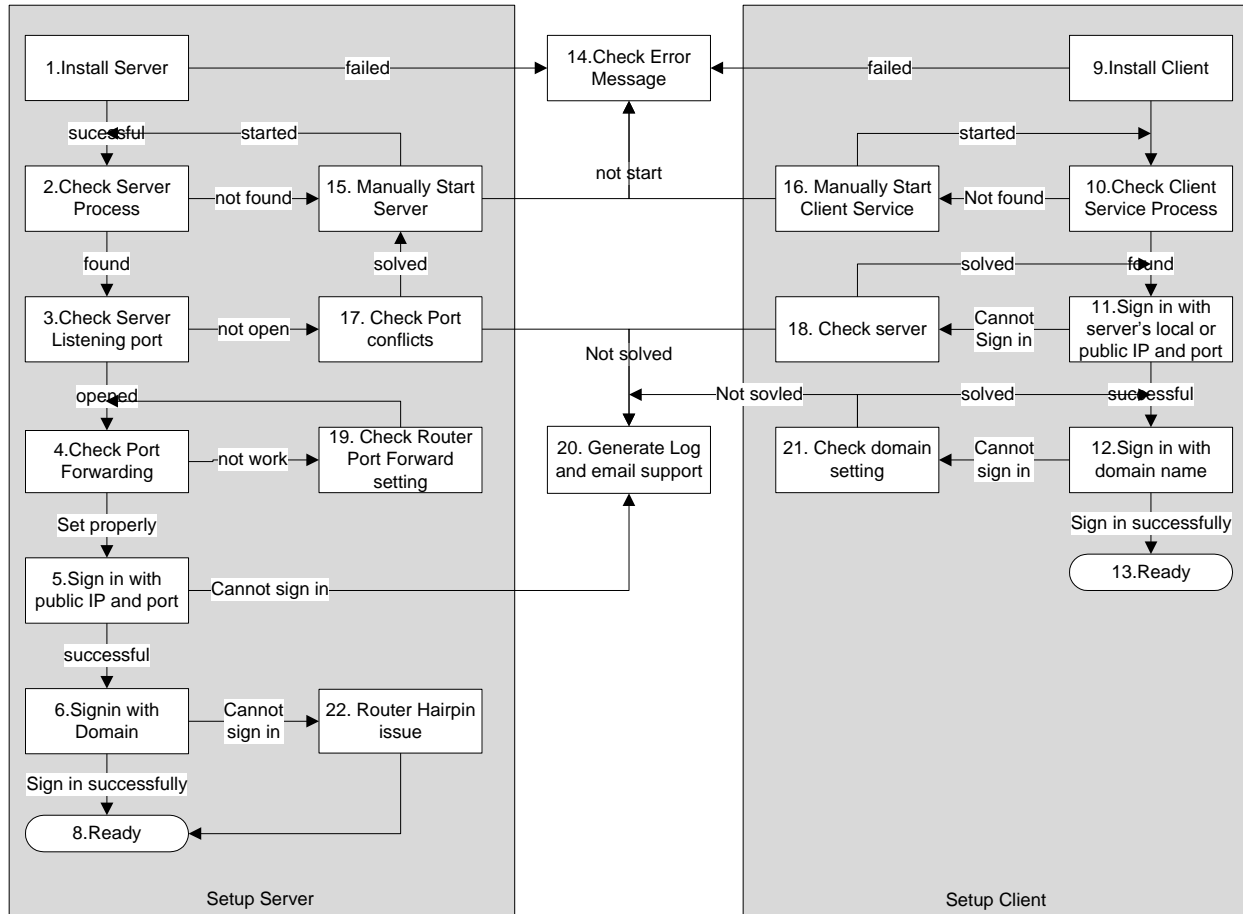 1.Install Server
failed
14.Check Error
Message
failed
9.Install Client
sucessful
started
started
2.Check Server
Process
not found
15. Manually Start
Server
not start
16. Manually Start
Client Service
Not found
10.Check Client
Service Process
found
solved
solved
found
3.Check Server
Listening port
not open
17. Check Port
conflicts
Not solved
18. Check server
Cannot
Sign in
11.Sign in with
server's local or
public IP and port
opened
Not sovled
solved
successful
4.Check Port
Forwarding
not work
19. Check Router
Port Forward
setting
20. Generate Log
and email support
21. Check domain
setting
Cannot
sign in
12.Sign in with
domain name
Set properly
Sign in successfully
5.Sign in with
public IP and port
Cannot sign in
13.Ready
successful
6.Signin with
Domain
Cannot
sign in
22. Router Hairpin
issue
Sign in successfully
8.Ready
Setup Server
Setup Client